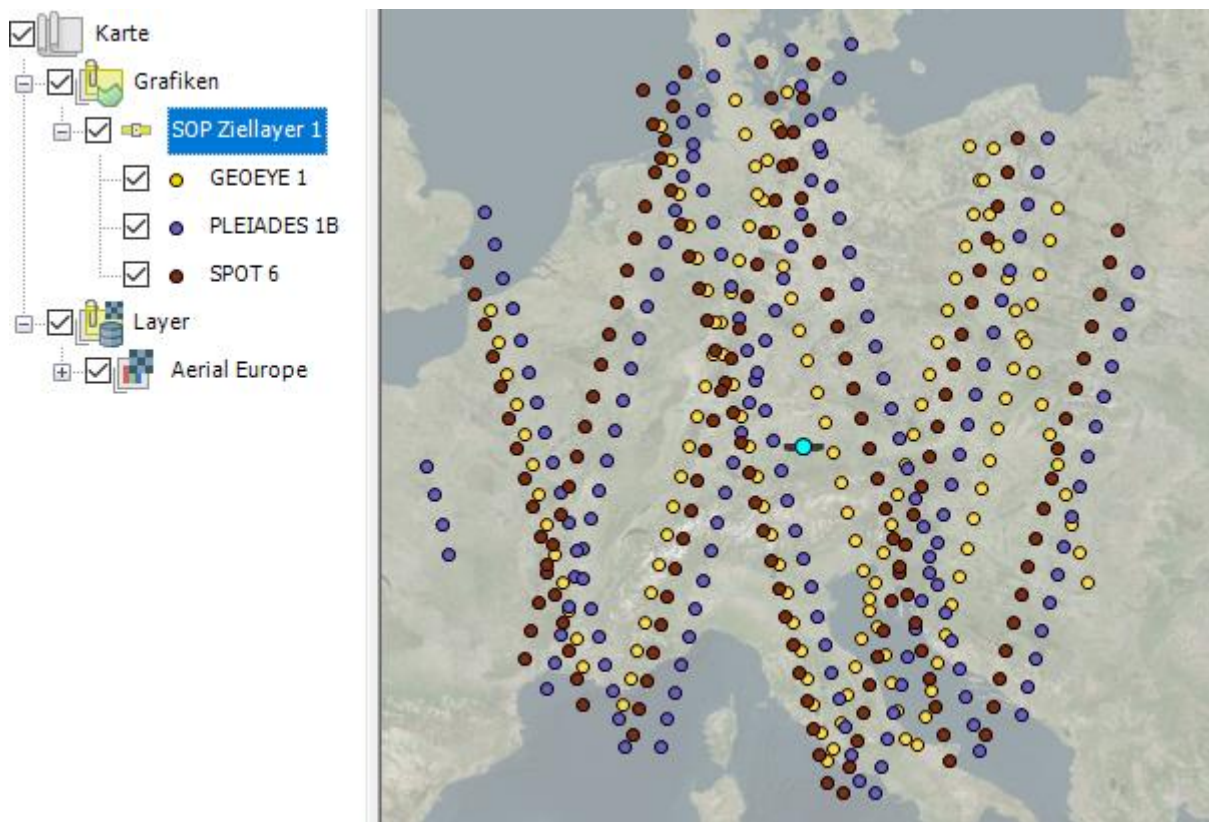 Karte
Grafiken
SOP Ziellayer 1
GEOEYE 1
PLEIADES 1B
SPOT 6
Layer
Aerial Europe